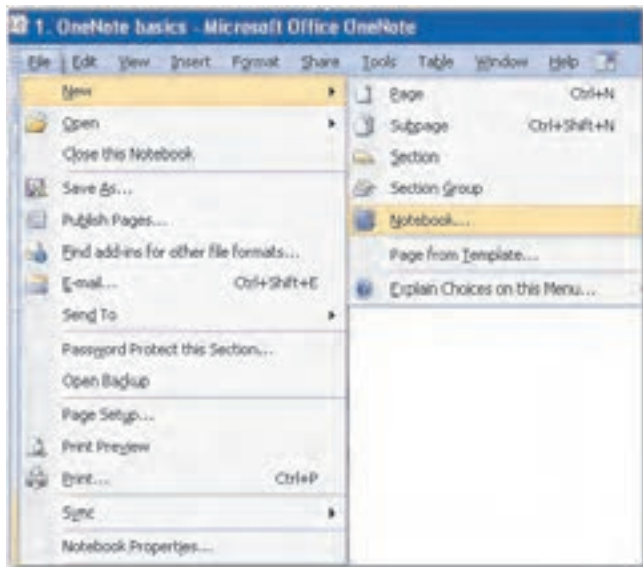 1. OneNote basics - Microsoft Office OneNote
File Edit View Insert Format Share Tools Table Window Help
New
Open
Close this Notebook
Save As...
Publish Pages...
Find add-ins for other file formats...
E-mail... Ctrl+Shift+E
Send To
Password Protect this Section...
Open Backup
Page Setup...
Print Preview
Print... Ctrl+P
Sync
Notebook Properties...
Page Ctrl+N
Subpage Ctrl+Shift+N
Section
Section Group
Notebook...
Page from Template...
Explain Choices on this Menu...